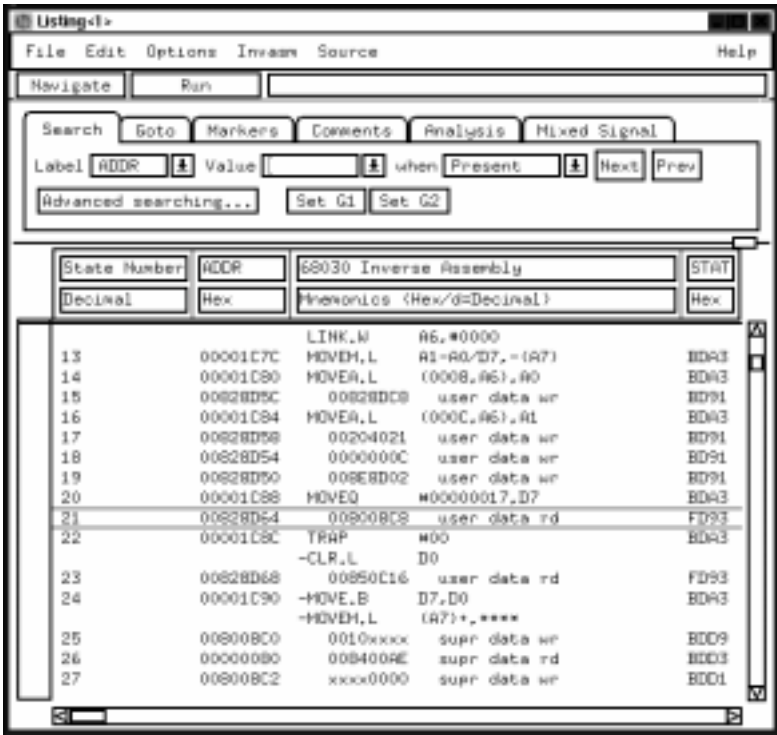 Listing<1>
File Edit Options Invasm Source Help
Navigate Run
Search Goto Markers Comments Analysis Mixed Signal
Label ADDR Value when Present Next Prev
Advanced searching... Set G1 Set G2
State Number ADDR 68030 Inverse Assembly STAT
Decimal Hex Mnemonics (Hex/d=Decimal) Hex
LINK.W A6,#0000
13 00001C7C MOVEM.L A1-A0/D7,-(A7) BDA3
14 00001C80 MOVEA.L (0008,A6),A0 BDA3
15 00828D5C 00828DC8 user data wr BD91
16 00001C84 MOVEA.L (000C,A6),A1 BDA3
17 00828D58 00204021 user data wr BD91
18 00828D54 0000000C user data wr BD91
19 00828D50 008E8D02 user data wr BD91
20 00001C88 MOVEQ #00000017,D7 BDA3
21 00828D64 008008C8 user data rd FD93
22 00001C8C TRAP #00 BDA3
-CLR.L D0
23 00828D68 00850C16 user data rd FD93
24 00001C90 -MOVE.B D7,D0 BDA3
-MOVEM.L (A7)+,****
25 008008C0 0010xxxx supr data wr BDD9
26 00000080 008400AE supr data rd BDD3
27 008008C2 xxxx0000 supr data wr BDD1